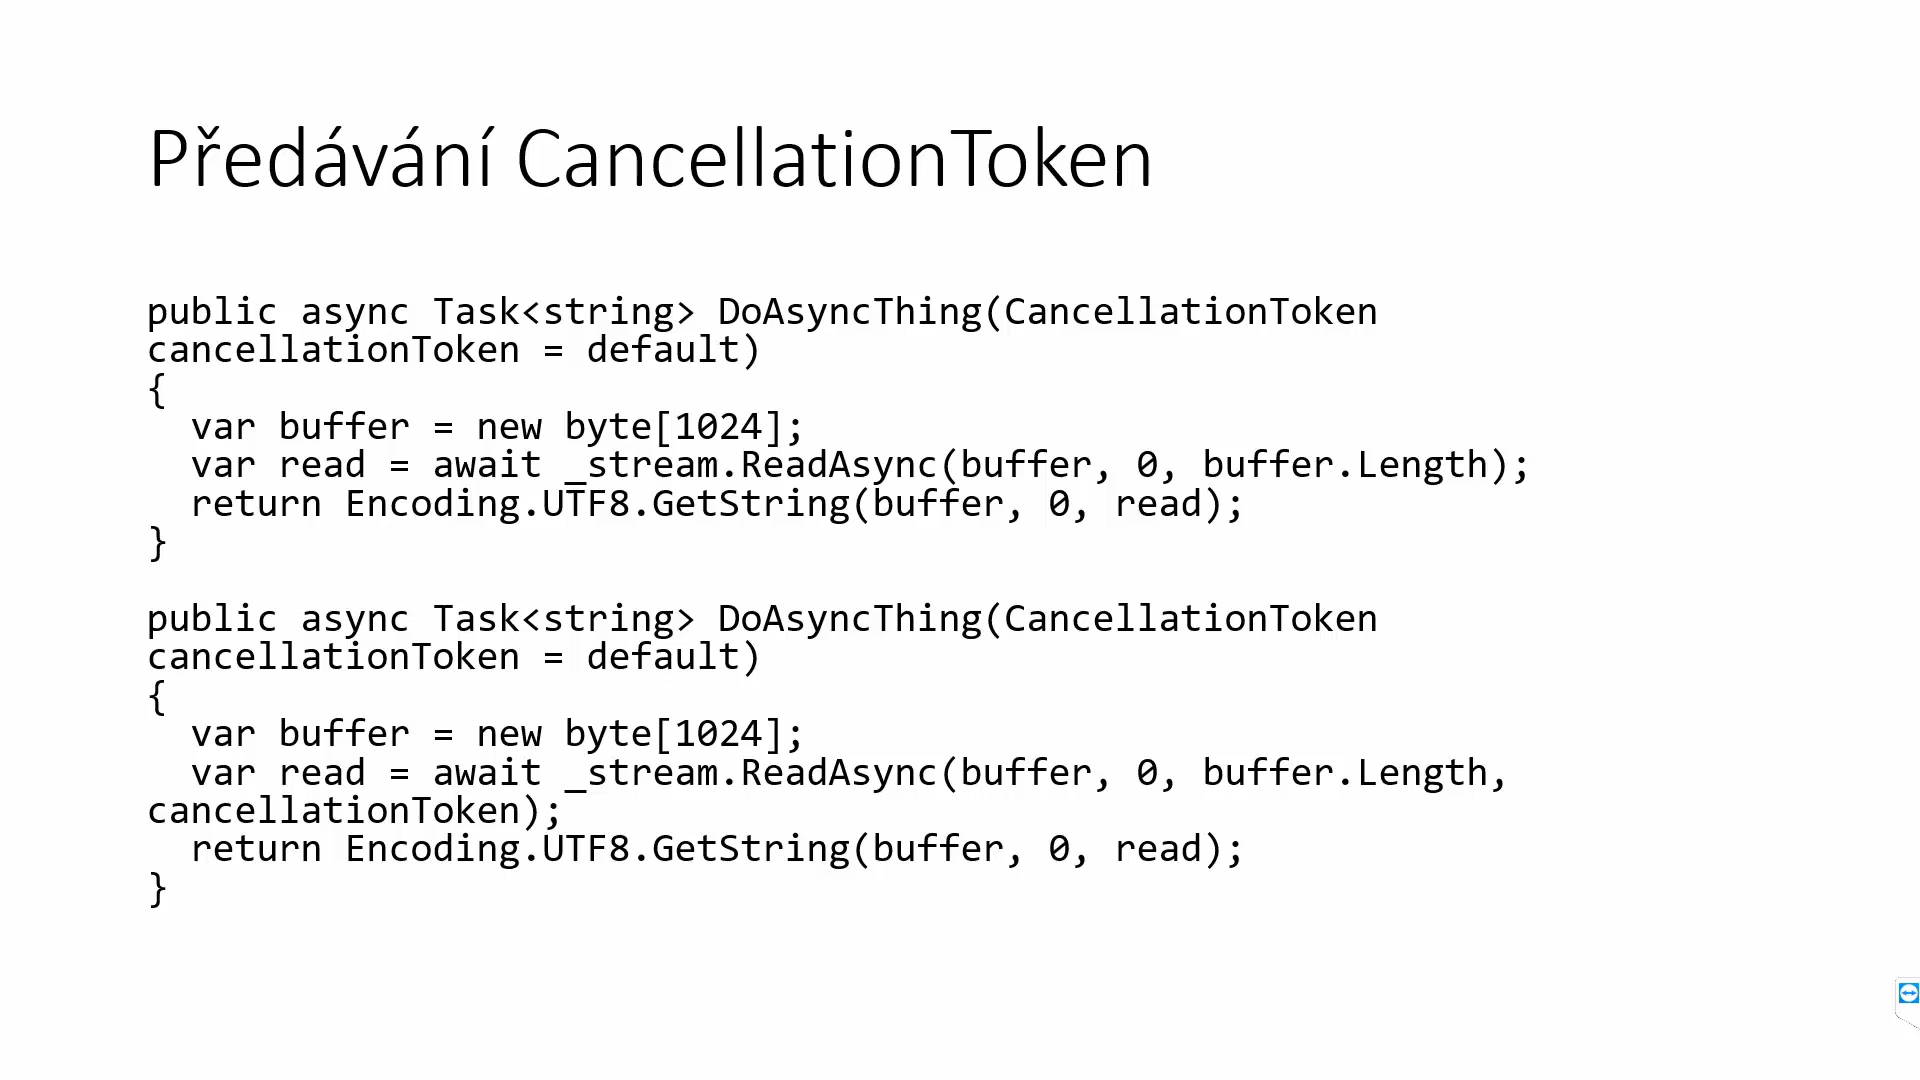 Předávání CancellationToken
public async Task<string> DoAsyncThing(CancellationToken
cancellationToken = default)
{
  var buffer = new byte[1024];
  var read = await _stream.ReadAsync(buffer, 0, buffer.Length);
  return Encoding.UTF8.GetString(buffer, 0, read);
}
public async Task<string> DoAsyncThing(CancellationToken
cancellationToken = default)
{
  var buffer = new byte[1024];
  var read = await _stream.ReadAsync(buffer, 0, buffer.Length,
cancellationToken);
  return Encoding.UTF8.GetString(buffer, 0, read);
}